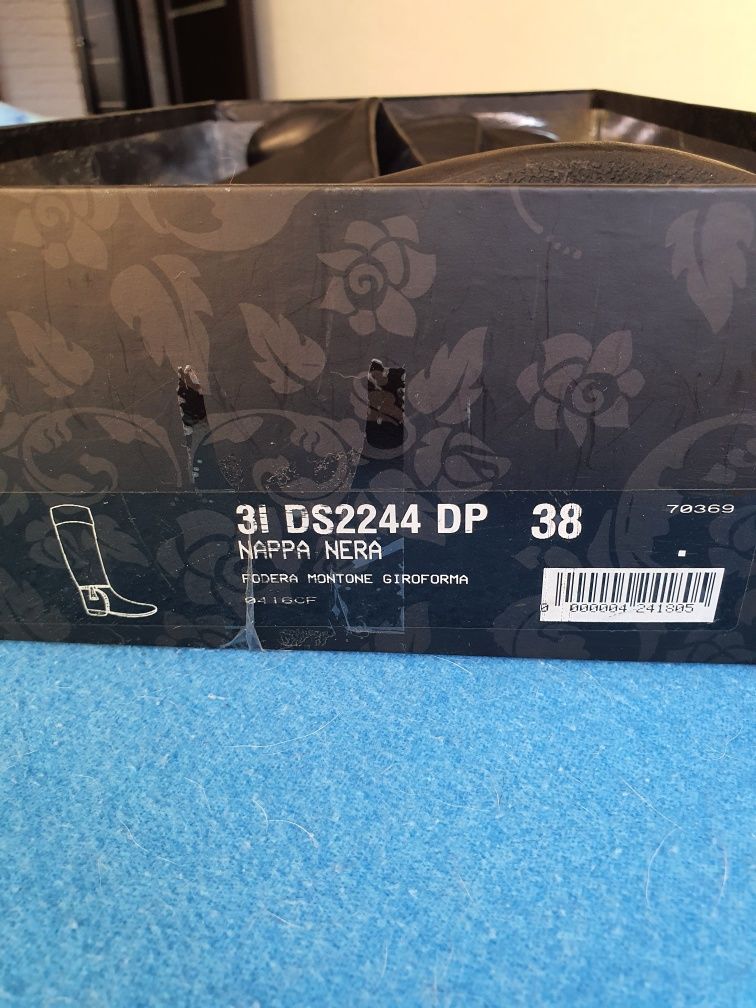 3I DS2244 DP 38
70369
NAPPA NERA
FODERA MONTONE GIROFORMA
0416CF
0 000004 241805